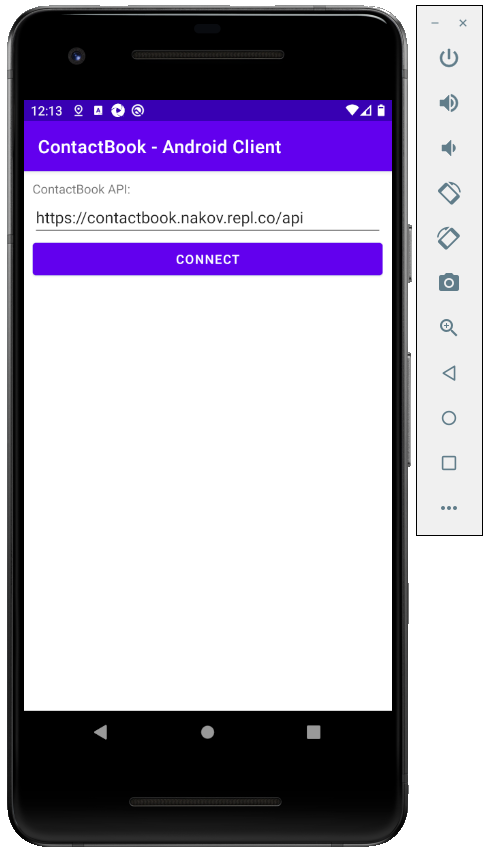 12:13
ContactBook - Android Client
ContactBook API:
https://contactbook.nakov.repl.co/api
CONNECT